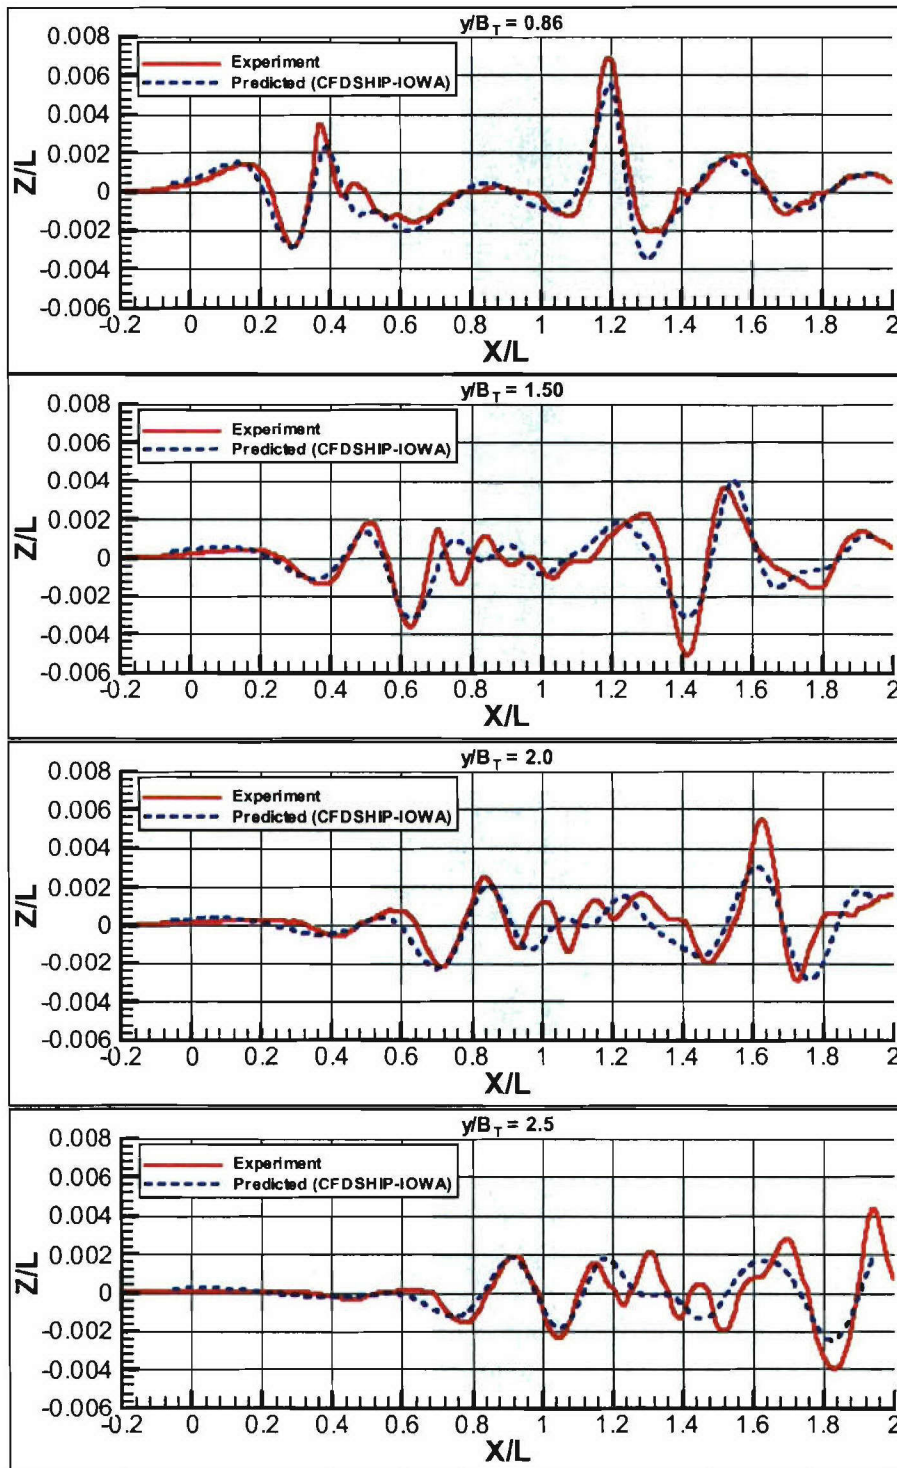 y/B_T = 0.86
0.008
0.006
0.004
0.002
0
-0.002
-0.004
-0.006
Z/L
Experiment
Predicted (CFDSHIP-IOWA)
-0.2 0 0.2 0.4 0.6 0.8 1 1.2 1.4 1.6 1.8 2
X/L
y/B_T = 1.50
0.008
0.006
0.004
0.002
0
-0.002
-0.004
-0.006
Z/L
Experiment
Predicted (CFDSHIP-IOWA)
-0.2 0 0.2 0.4 0.6 0.8 1 1.2 1.4 1.6 1.8 2
X/L
y/B_T = 2.0
0.008
0.006
0.004
0.002
0
-0.002
-0.004
-0.006
Z/L
Experiment
Predicted (CFDSHIP-IOWA)
-0.2 0 0.2 0.4 0.6 0.8 1 1.2 1.4 1.6 1.8 2
X/L
y/B_T = 2.5
0.008
0.006
0.004
0.002
0
-0.002
-0.004
-0.006
Z/L
Experiment
Predicted (CFDSHIP-IOWA)
-0.2 0 0.2 0.4 0.6 0.8 1 1.2 1.4 1.6 1.8 2
X/L